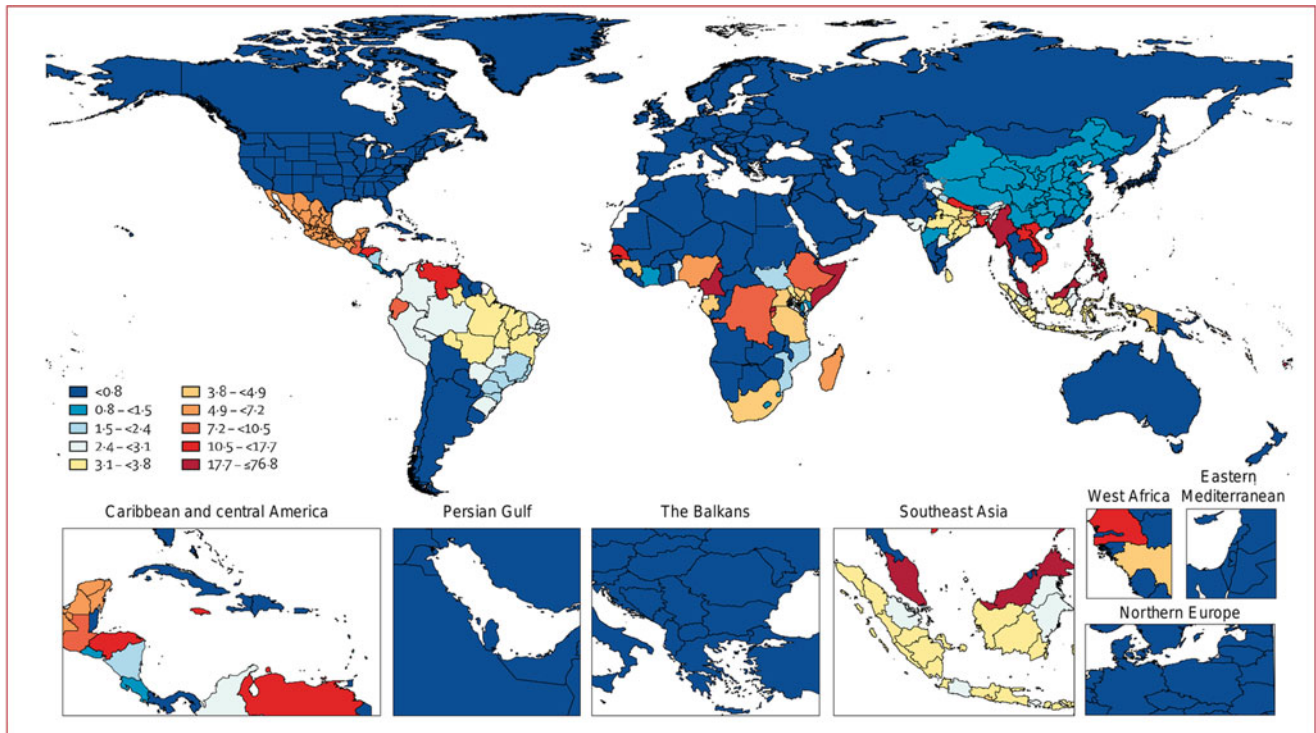 <0·8
0·8 – <1·5
1·5 – <2·4
2·4 – <3·1
3·1 – <3·8
3·8 – <4·9
4·9 – <7·2
7·2 – <10·5
10·5 – <17·7
17·7 – ≤76·8
Caribbean and central America
Persian Gulf
The Balkans
Southeast Asia
West Africa
Eastern
Mediterranean
Northern Europe